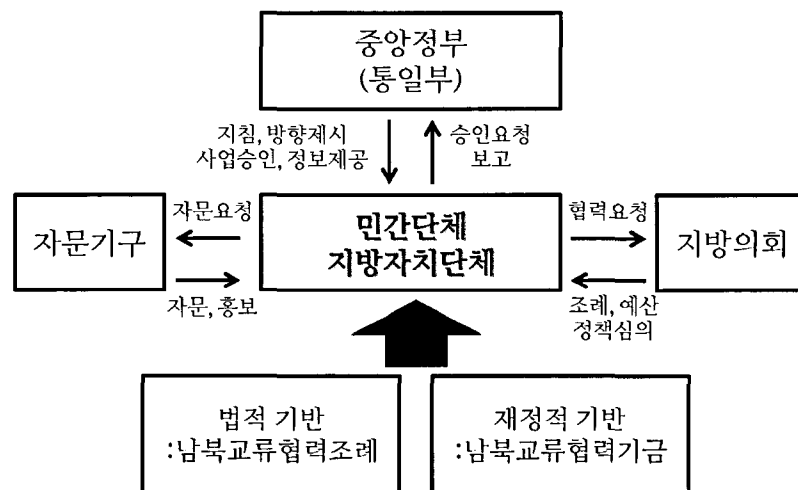 중앙정부
(통일부)
지침, 방향제시
사업승인, 정보제공
승인요청
보고
자문기구
자문요청
자문, 홍보
민간단체
지방자치단체
협력요청
조례, 예산
정책심의
지방의회
법적 기반
:남북교류협력조례
재정적 기반
:남북교류협력기금